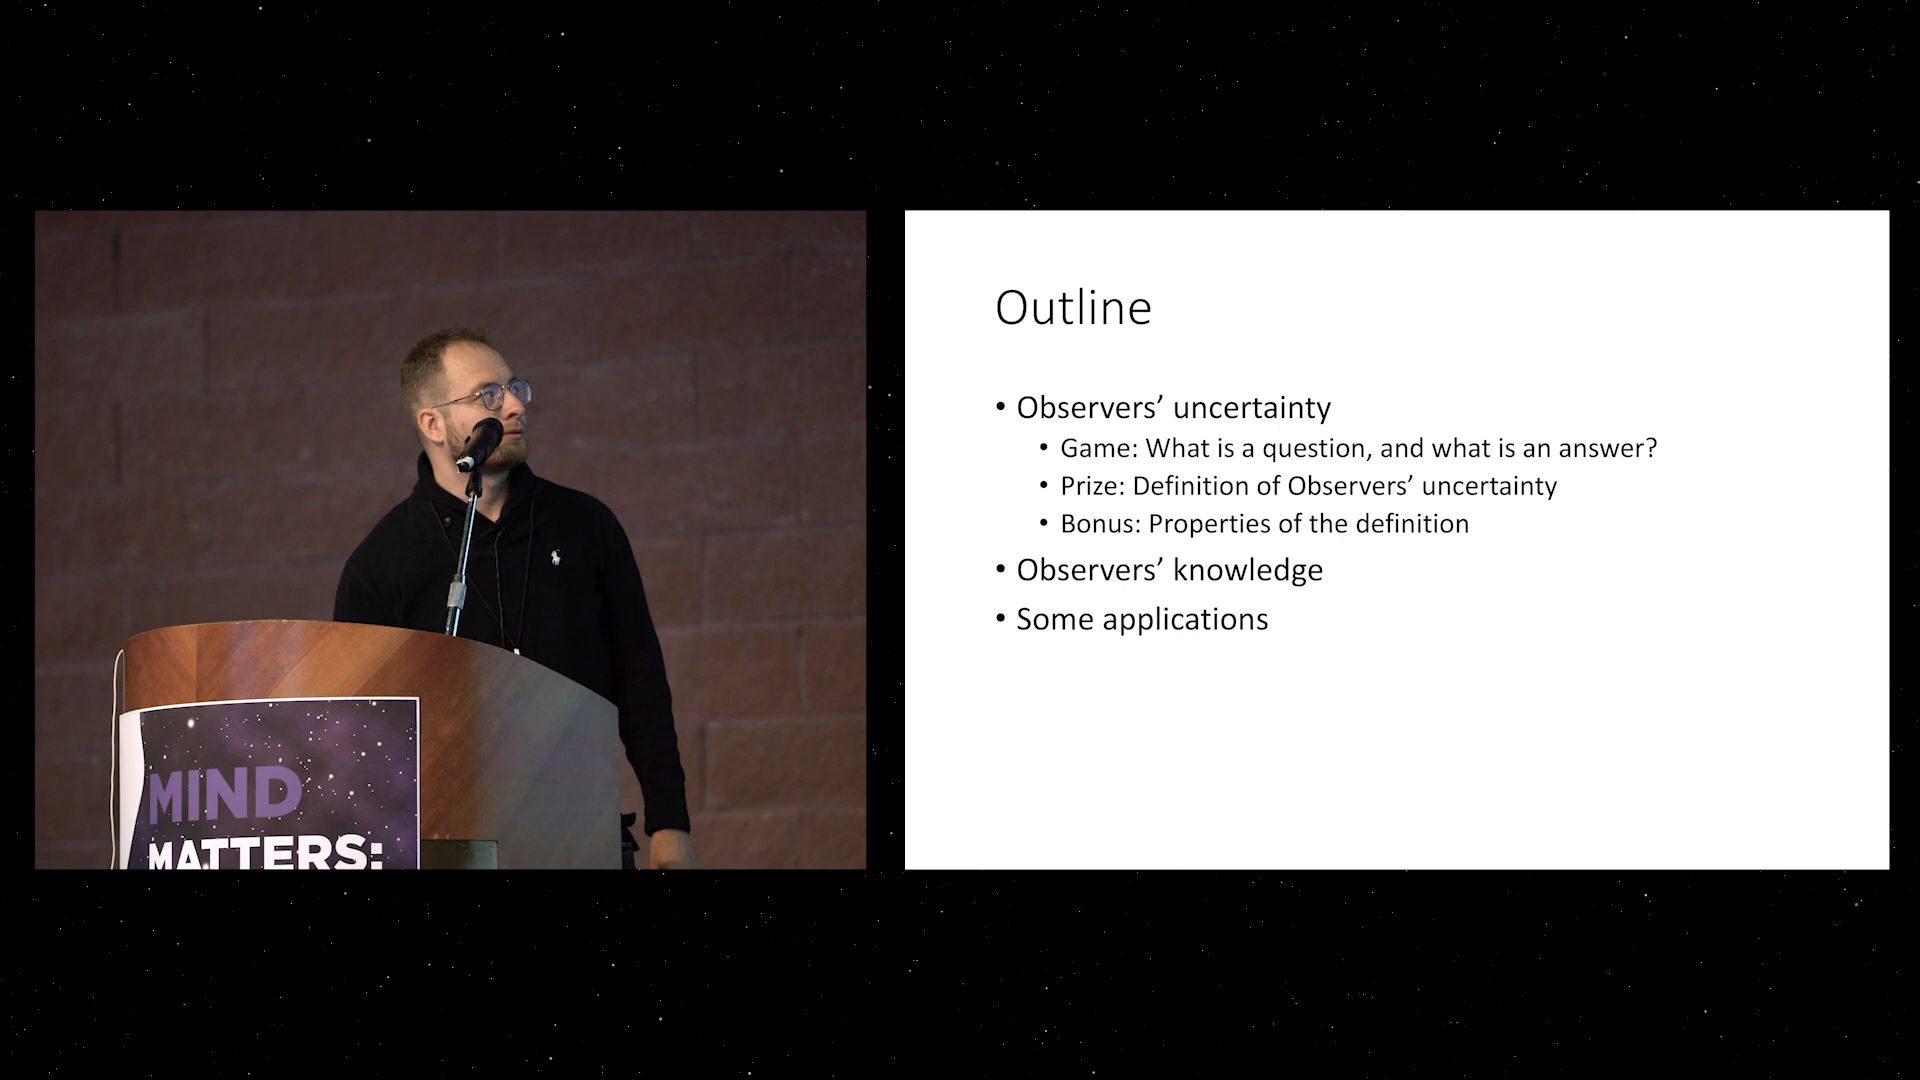 MIND
MATTERS:
Outline
• Observers’ uncertainty
• Game: What is a question, and what is an answer?
• Prize: Definition of Observers’ uncertainty
• Bonus: Properties of the definition
• Observers’ knowledge
• Some applications